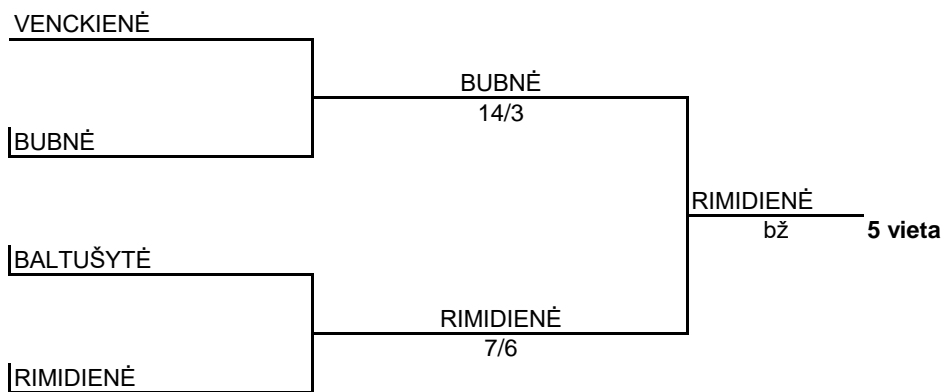 VENCKIENĖ
BUBNĖ
14/3
BUBNĖ
RIMIDIENĖ
bž
5 vieta
BALTUŠYTĖ
RIMIDIENĖ
7/6
RIMIDIENĖ